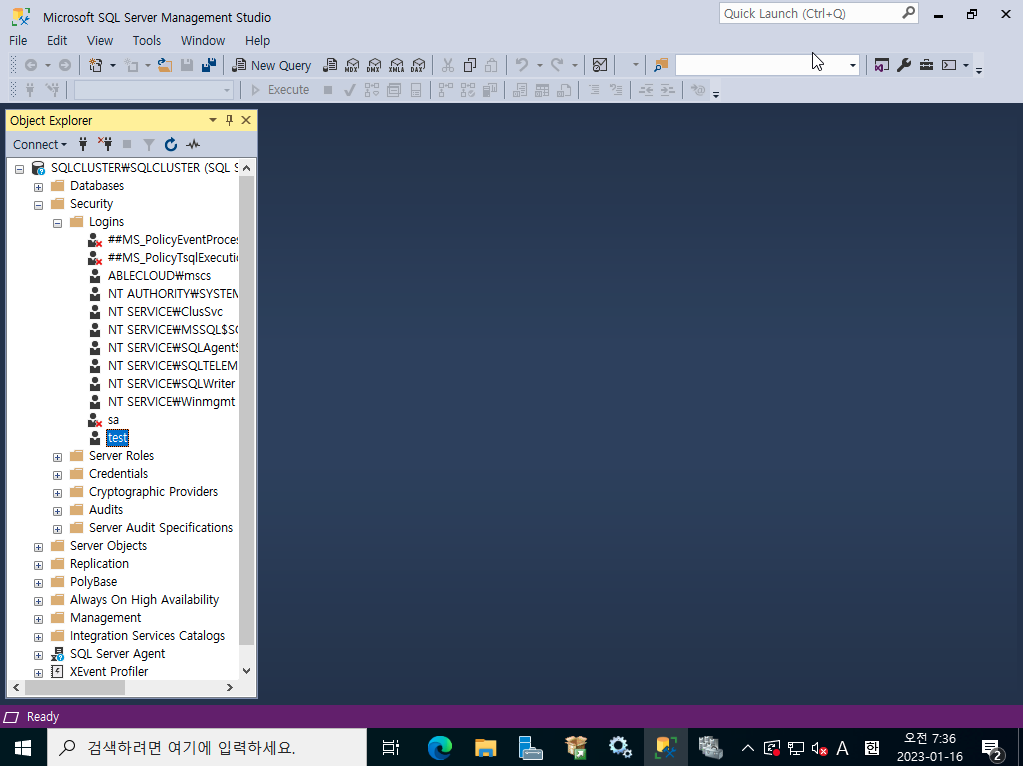 Microsoft SQL Server Management Studio
Quick Launch (Ctrl+Q)
File Edit View Tools Window Help
New Query MDX DMX XMLA DAX
Execute
Object Explorer
Connect
SQLCLUSTER₩SQLCLUSTER (SQL S
Databases
Security
Logins
##MS_PolicyEventProces
##MS_PolicyTsqlExecutio
ABLECLOUD₩mscs
NT AUTHORITY₩SYSTEM
NT SERVICE₩ClusSvc
NT SERVICE₩MSSQL$SQ
NT SERVICE₩SQLAgent$
NT SERVICE₩SQLTELEM
NT SERVICE₩SQLWriter
NT SERVICE₩Winmgmt
sa
test
Server Roles
Credentials
Cryptographic Providers
Audits
Server Audit Specifications
Server Objects
Replication
PolyBase
Always On High Availability
Management
Integration Services Catalogs
SQL Server Agent
XEvent Profiler
Ready
검색하려면 여기에 입력하세요.
A 한
오전 7:36
2023-01-16
2